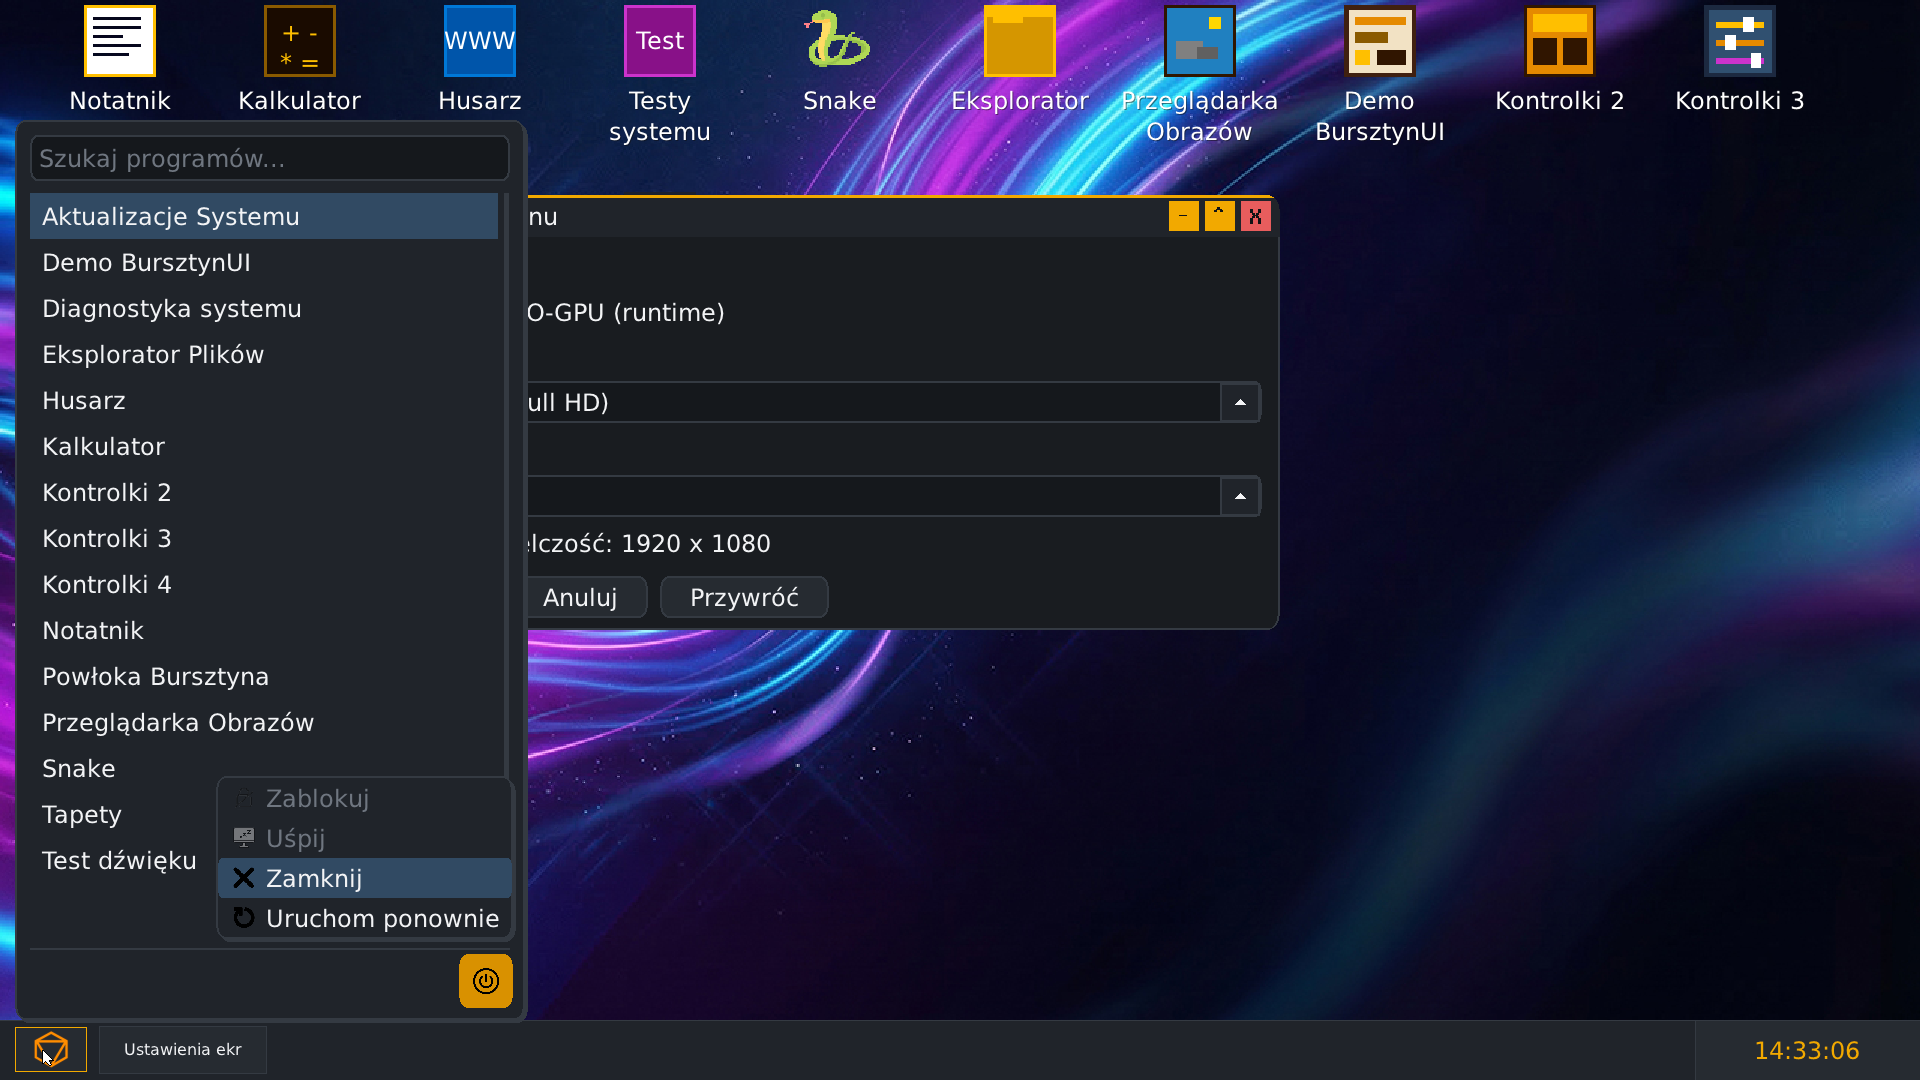 + -
* =
WWW
Test
Notatnik
Kalkulator
Husarz
Testy
systemu
Snake
Eksplorator
Przeglądarka
Obrazów
Demo
BursztynUI
Kontrolki 2
Kontrolki 3
Szukaj programów...
Aktualizacje Systemu
Demo BursztynUI
Diagnostyka systemu
Eksplorator Plików
Husarz
Kalkulator
Kontrolki 2
Kontrolki 3
Kontrolki 4
Notatnik
Powłoka Bursztyna
Przeglądarka Obrazów
Snake
Tapety
Test dźwięku
Zablokuj
Uśpij
Zamknij
Uruchom ponownie
nu
- ^ X
O-GPU (runtime)
ull HD)
elczość: 1920 x 1080
Anuluj
Przywróć
Ustawienia ekr
14:33:06